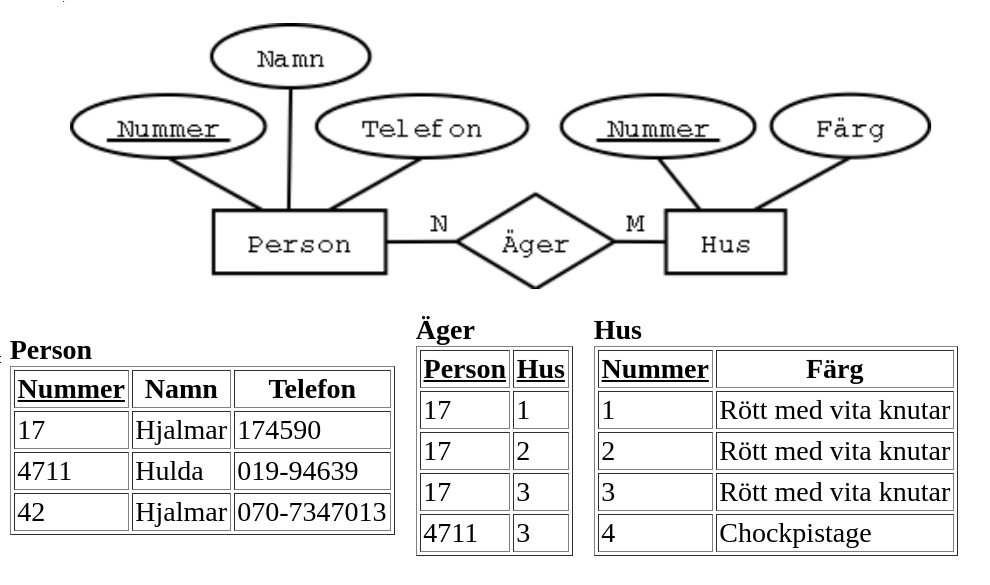 Namn
Nummer Telefon Nummer Färg
N M
Person Äger Hus
Person
Nummer Namn Telefon
17 Hjalmar 174590
4711 Hulda 019-94639
42 Hjalmar 070-7347013
Äger
Person Hus
17 1
17 2
17 3
4711 3
Hus
Nummer Färg
1 Rött med vita knutar
2 Rött med vita knutar
3 Rött med vita knutar
4 Chockpistage